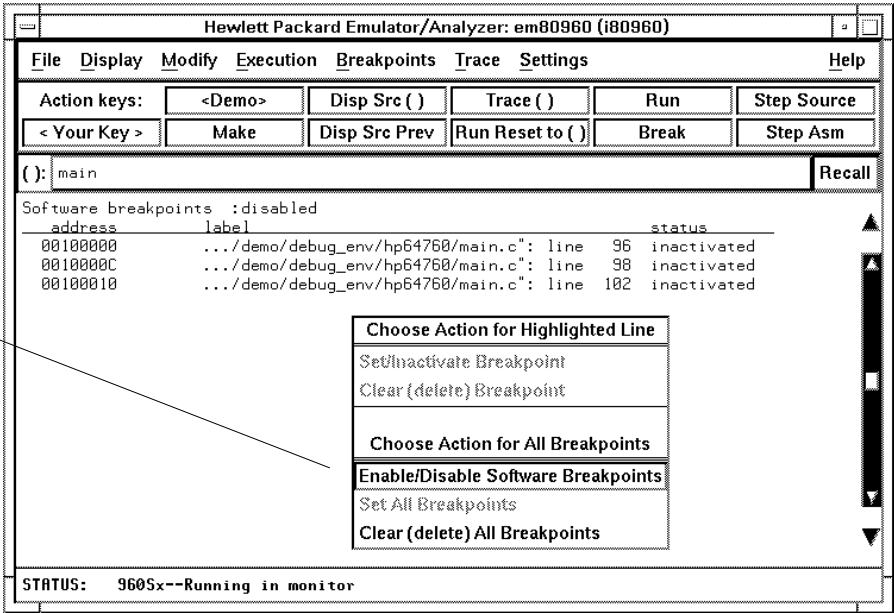 Hewlett Packard Emulator/Analyzer: em80960 (i80960)
File Display Modify Execution Breakpoints Trace Settings Help
Action keys: <Demo> Disp Src ( ) Trace ( ) Run Step Source
< Your Key > Make Disp Src Prev Run Reset to ( ) Break Step Asm
( ): main Recall
Software breakpoints :disabled
address label status
00100000 .../demo/debug_env/hp64760/main.c": line 96 inactivated
0010000C .../demo/debug_env/hp64760/main.c": line 98 inactivated
00100010 .../demo/debug_env/hp64760/main.c": line 102 inactivated
Choose Action for Highlighted Line
Set/Inactivate Breakpoint
Clear (delete) Breakpoint
Choose Action for All Breakpoints
Enable/Disable Software Breakpoints
Set All Breakpoints
Clear (delete) All Breakpoints
STATUS: 960Sx--Running in monitor